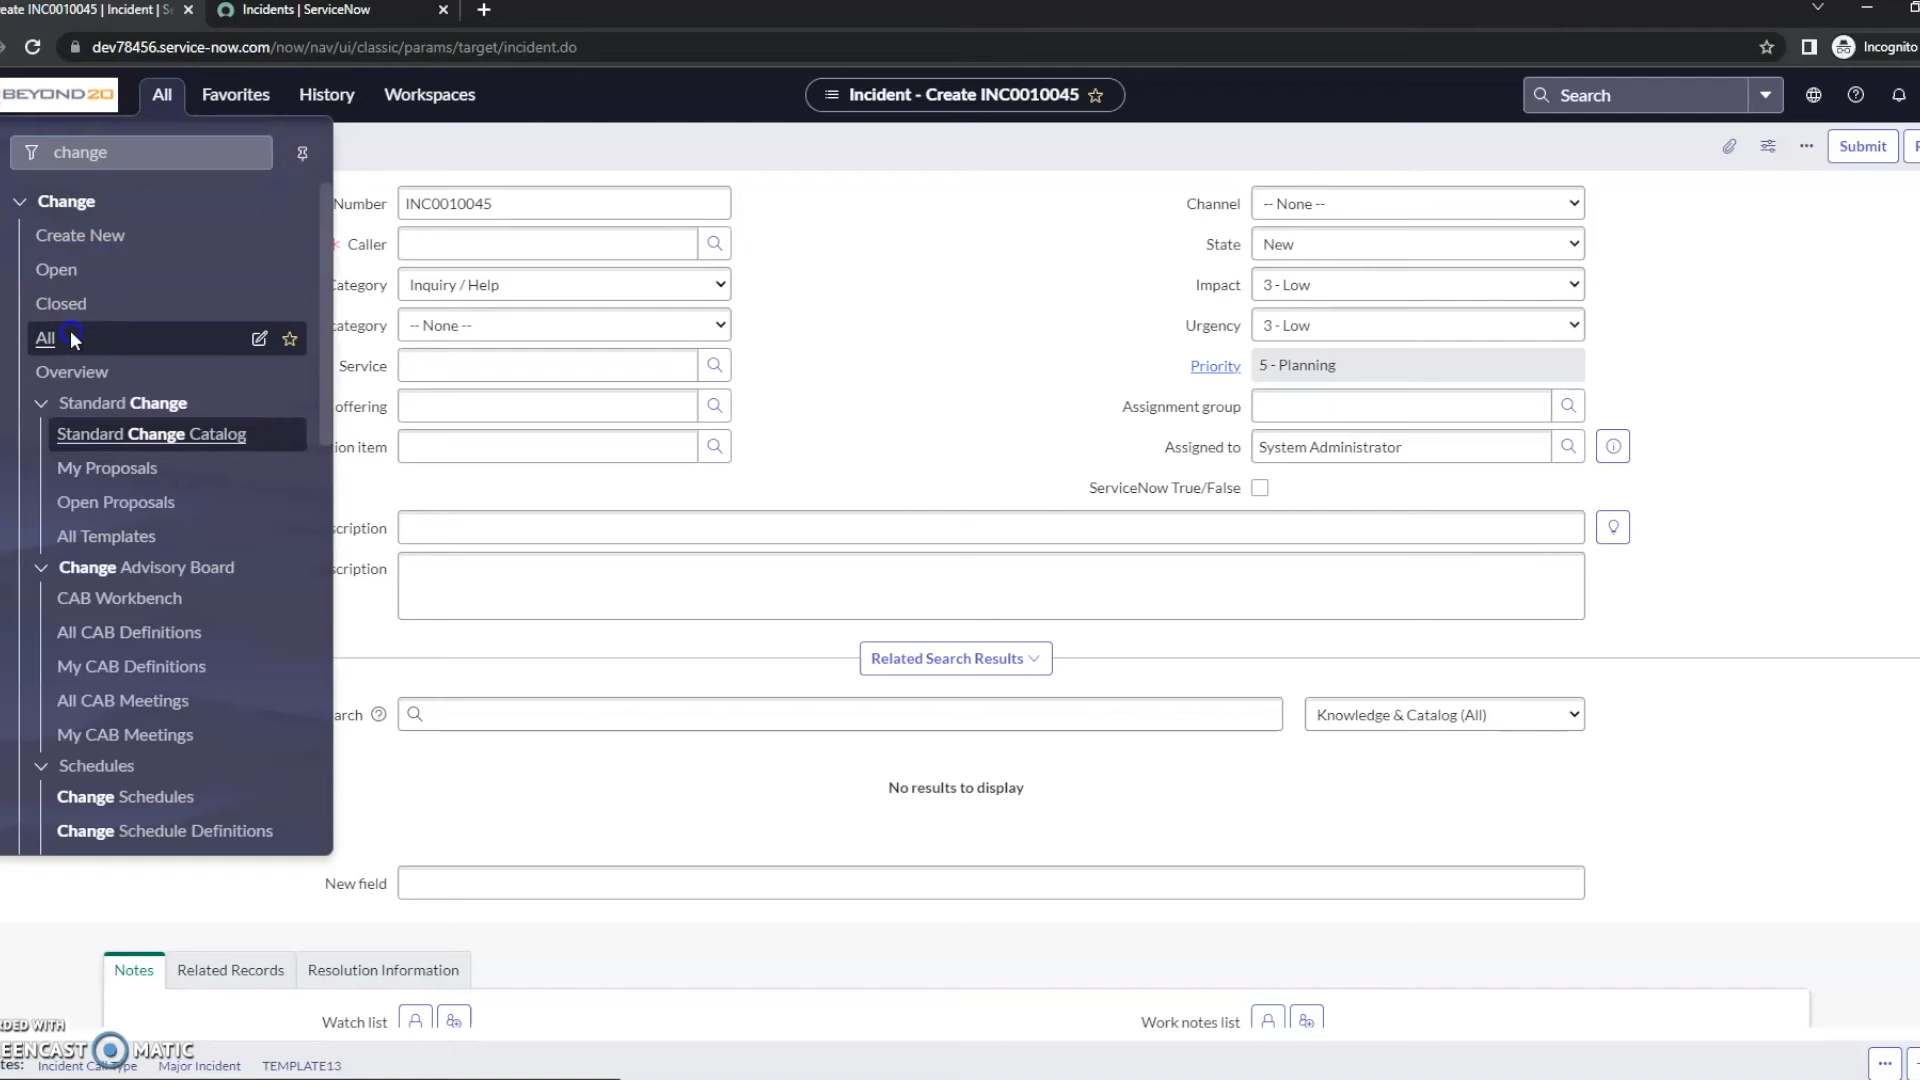 eate INC0010045 | Incident | S
Incidents | ServiceNow
dev78456.service-now.com/now/nav/ui/classic/params/target/incident.do
Incognito
BEYOND20
All
Favorites
History
Workspaces
Incident - Create INC0010045
Search
change
Submit
Change
Create New
Open
Closed
All
Overview
Standard Change
Standard Change Catalog
My Proposals
Open Proposals
All Templates
Change Advisory Board
CAB Workbench
All CAB Definitions
My CAB Definitions
All CAB Meetings
My CAB Meetings
Schedules
Change Schedules
Change Schedule Definitions
Number INC0010045
Caller
Category Inquiry / Help
category -- None --
Service
offering
ion item
Channel -- None --
State New
Impact 3 - Low
Urgency 3 - Low
Priority 5 - Planning
Assignment group
Assigned to System Administrator
ServiceNow True/False
scription
scription
Related Search Results
arch Knowledge & Catalog (All)
No results to display
New field
Notes Related Records Resolution Information
Watch list Work notes list
RDED WITH
EENCAST MATIC
tes: Incident Call Type Major Incident TEMPLATE13